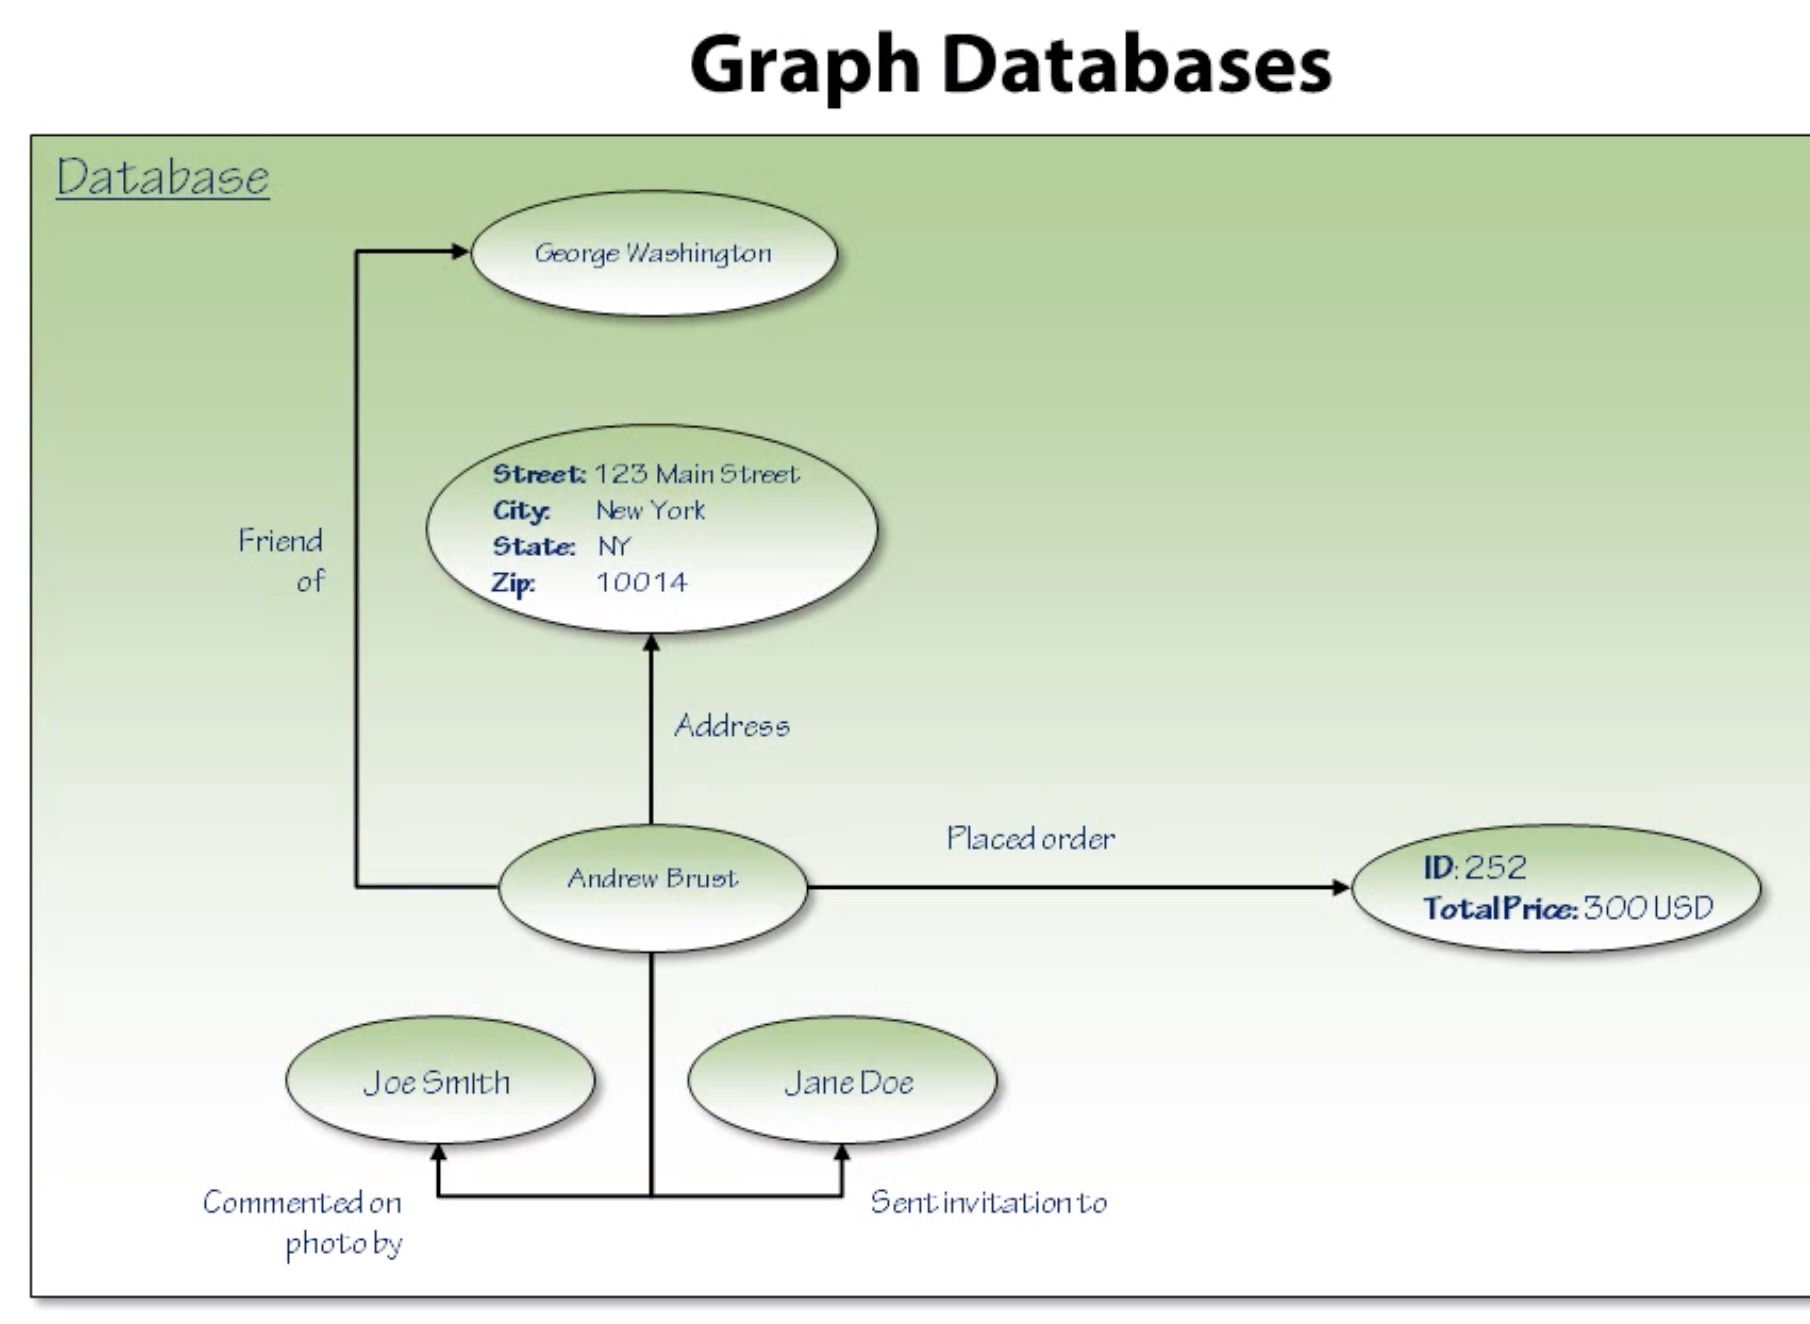 Graph Databases
Database
George Washington
Street: 123 Main Street
City: New York
State: NY
Zip: 10014
Friend
of
Address
Placed order
Andrew Brust
ID: 252
TotalPrice: 300 USD
Joe Smith
Jane Doe
Commented on
photo by
Sent invitation to